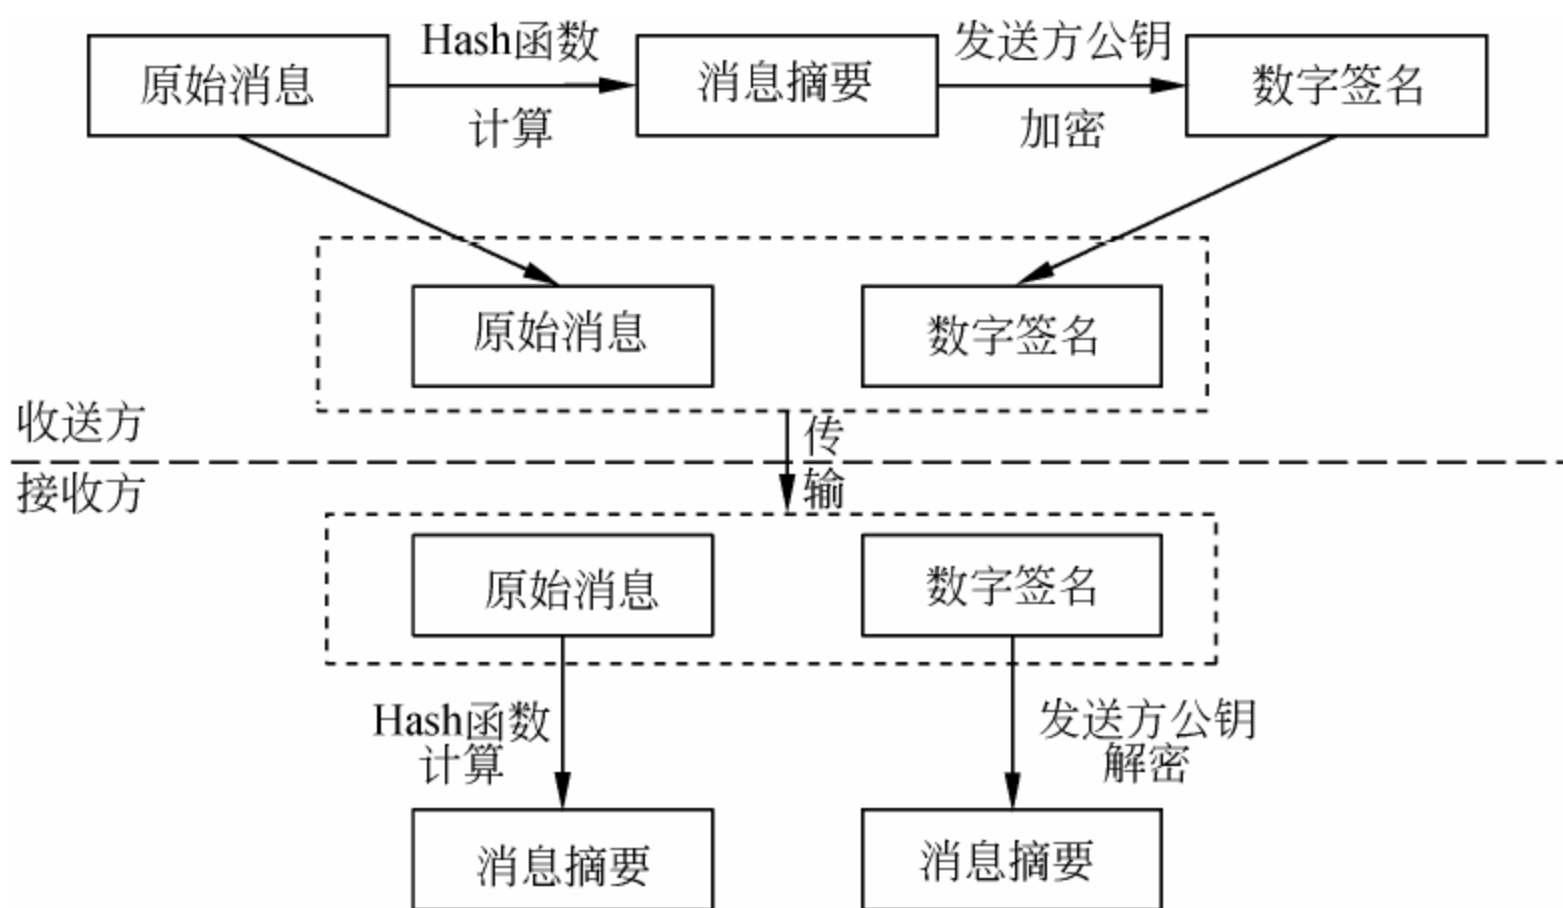 Hash函数
发送方公钥
原始消息
消息摘要
数字签名
计算
加密
原始消息
数字签名
收送方
传
输
接收方
原始消息
数字签名
Hash函数
计算
发送方公钥
解密
消息摘要
消息摘要